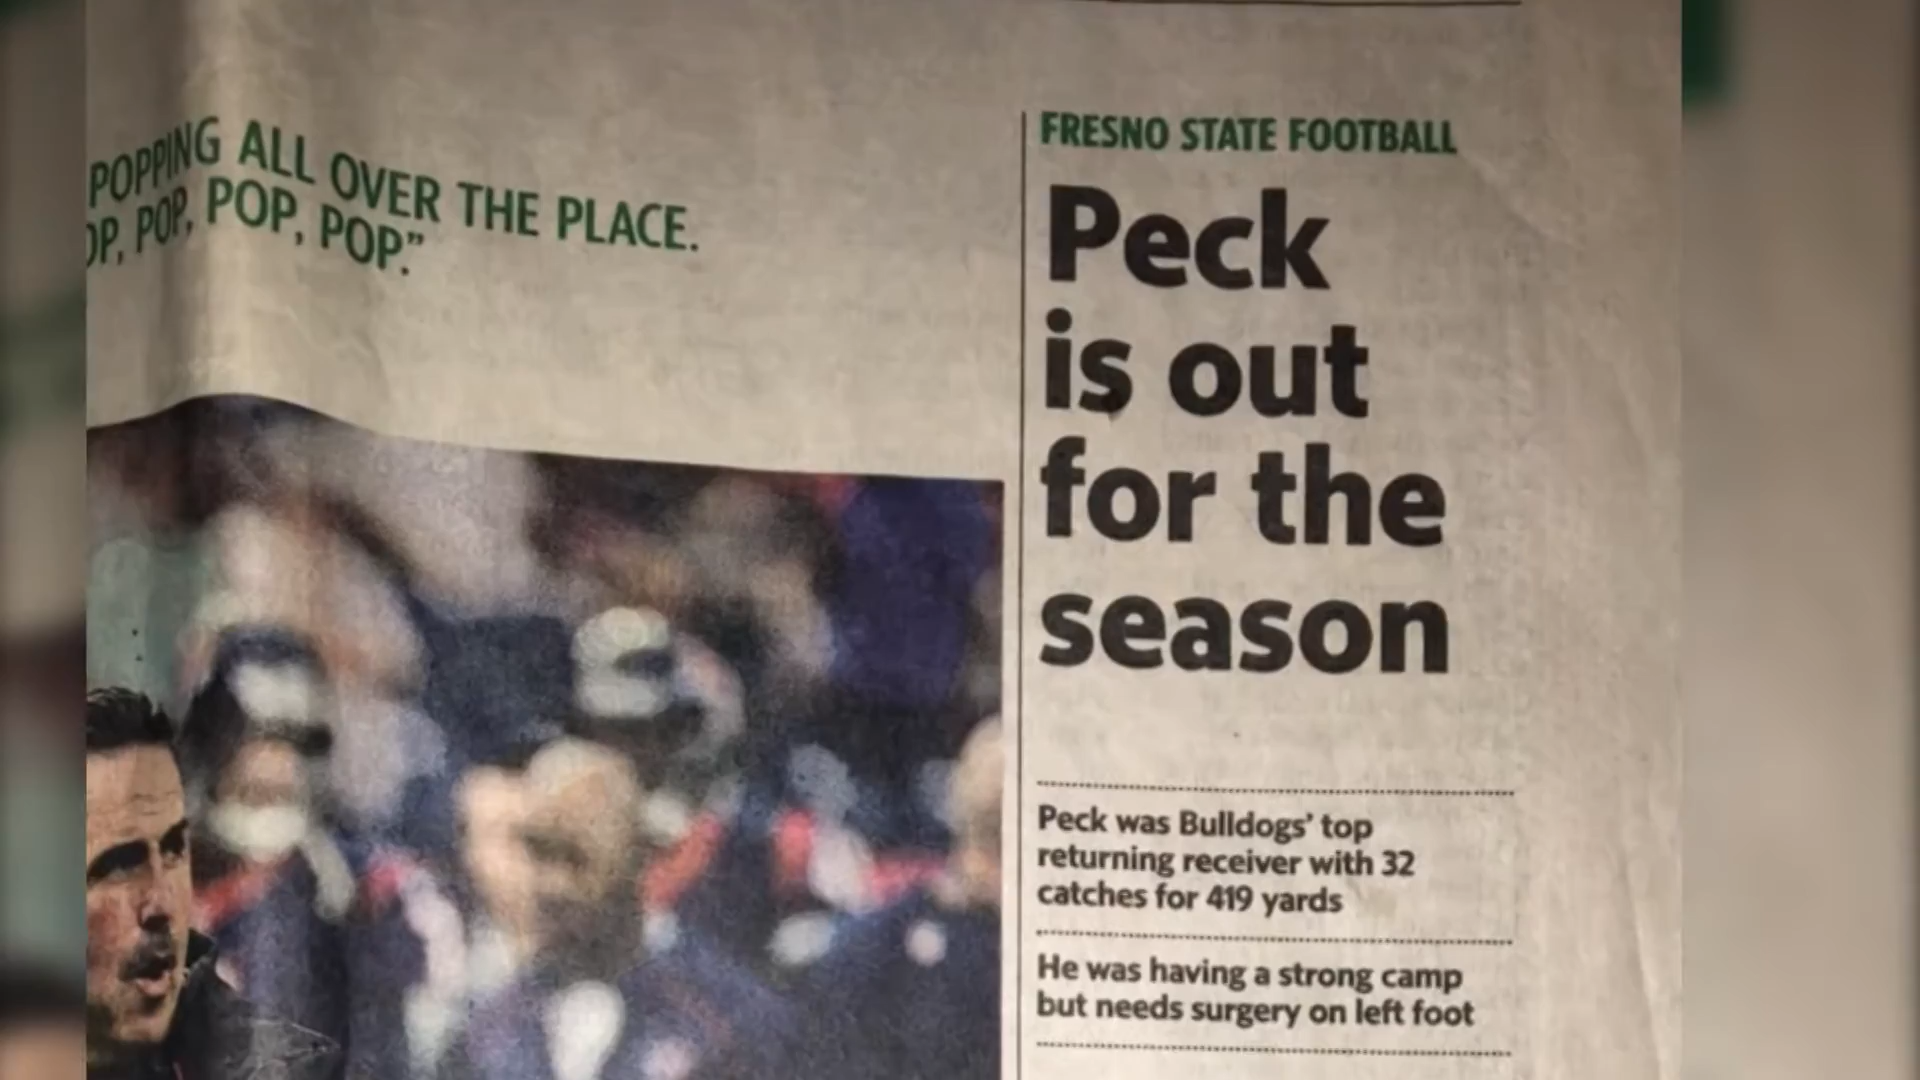 POPPING ALL OVER THE PLACE.
POP, POP, POP.”
FRESNO STATE FOOTBALL
Peck
is out
for the
season
Peck was Bulldogs’ top
returning receiver with 32
catches for 419 yards
He was having a strong camp
but needs surgery on left foot